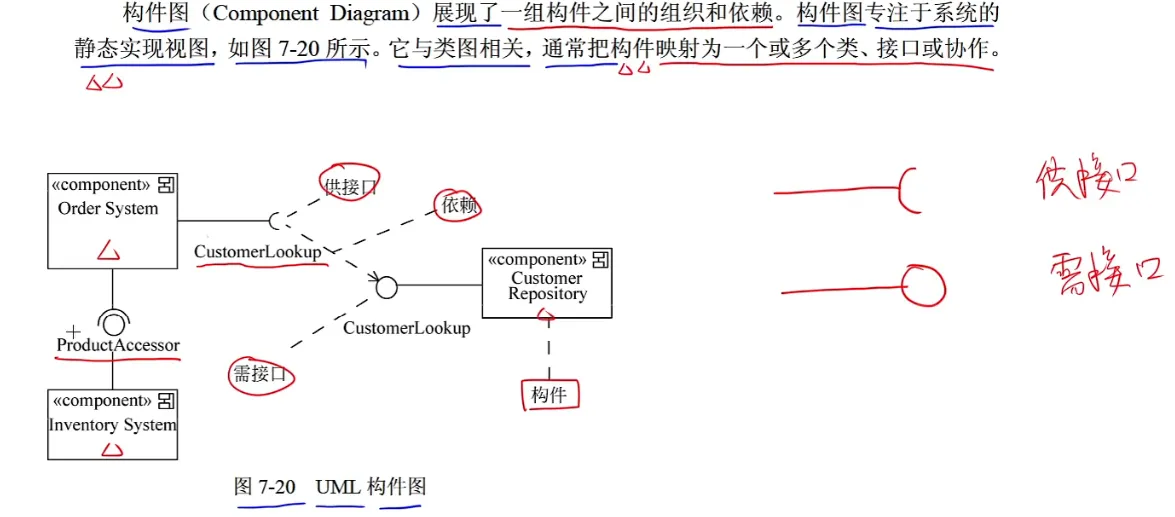 构件图（Component Diagram）展现了一组构件之间的组织和依赖。构件图专注于系统的
静态实现视图，如图 7-20 所示。它与类图相关，通常把构件映射为一个或多个类、接口或协作。
«component»
Order System
供接口
依赖
CustomerLookup
«component»
Customer
Repository
CustomerLookup
ProductAccessor
需接口
构件
«component»
Inventory System
图 7-20 UML 构件图
供接口
需接口